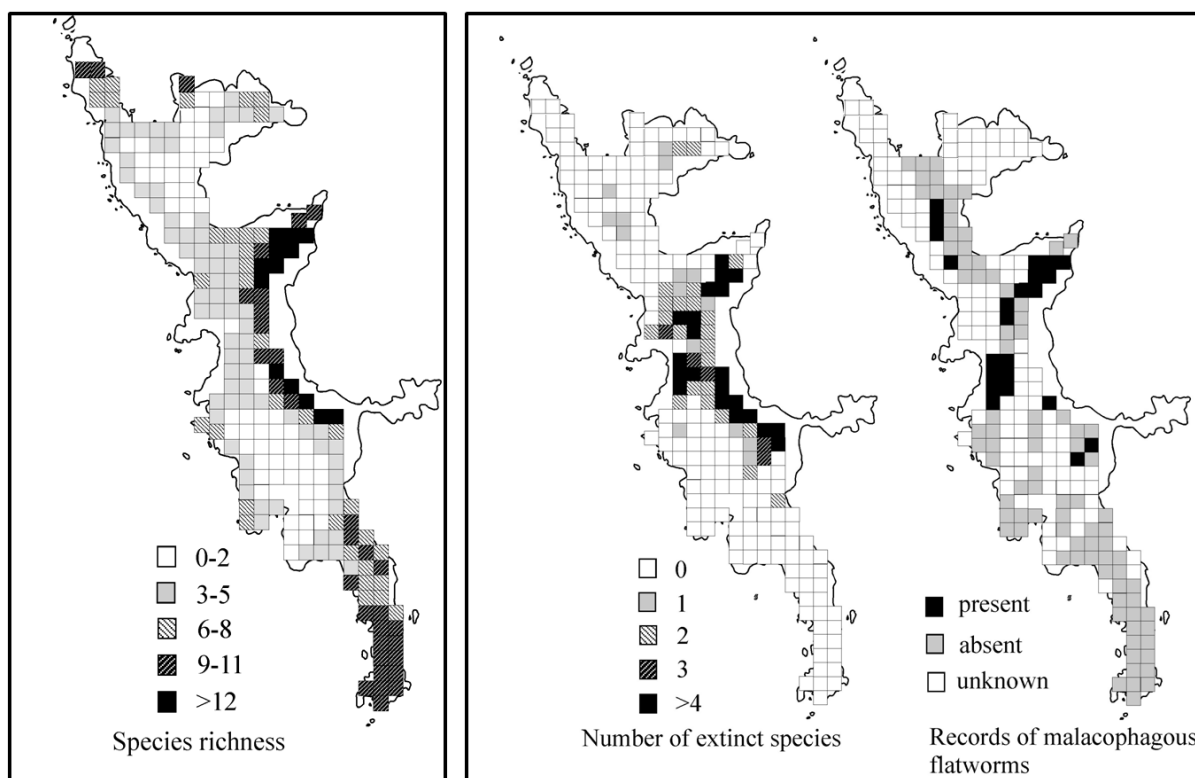 0-2
3-5
6-8
9-11
>12
Species richness
0
1
2
3
>4
Number of extinct species
present
absent
unknown
Records of malacophagous
flatworms